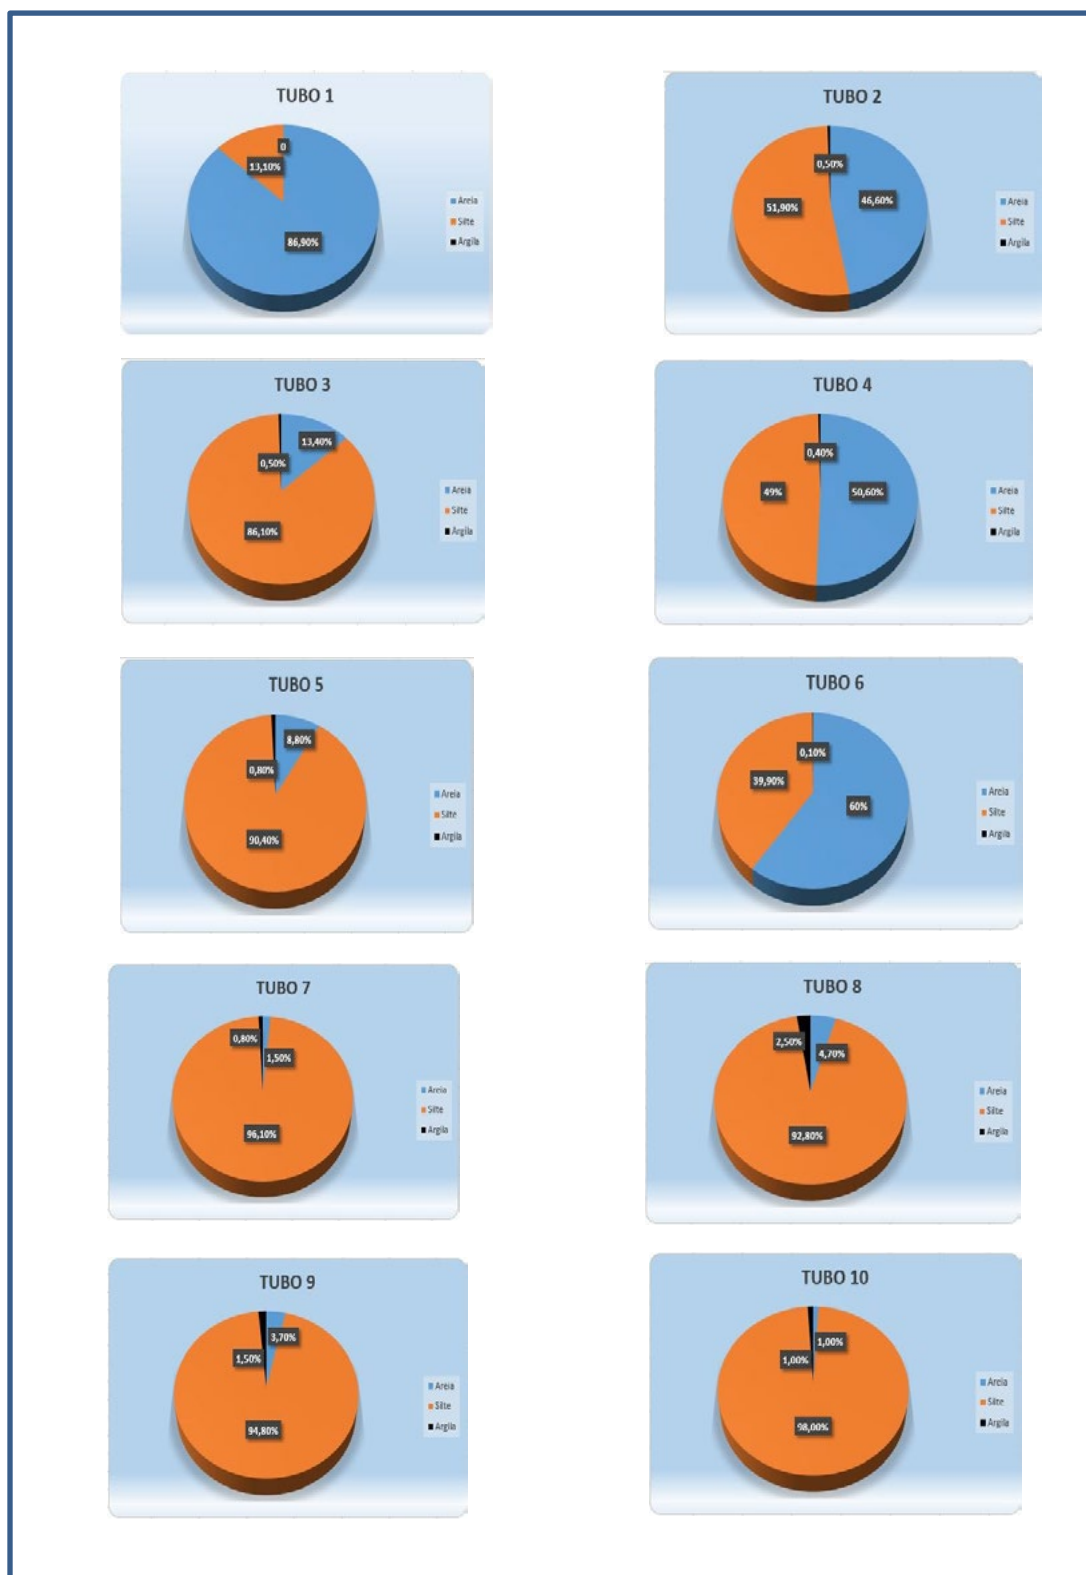 TUBO 1
0
13,10%
86,90%
Areia
Silte
Argila
TUBO 2
0,50%
46,60%
51,90%
Areia
Silte
Argila
TUBO 3
13,40%
0,50%
86,10%
Areia
Silte
Argila
TUBO 4
0,40%
49%
50,60%
Areia
Silte
Argila
TUBO 5
8,80%
0,80%
90,40%
Areia
Silte
Argila
TUBO 6
0,10%
39,90%
60%
Areia
Silte
Argila
TUBO 7
0,80%
1,50%
96,10%
Areia
Silte
Argila
TUBO 8
2,50%
4,70%
92,80%
Areia
Silte
Argila
TUBO 9
3,70%
1,50%
94,80%
Areia
Silte
Argila
TUBO 10
1,00%
1,00%
98,00%
Areia
Silte
Argila